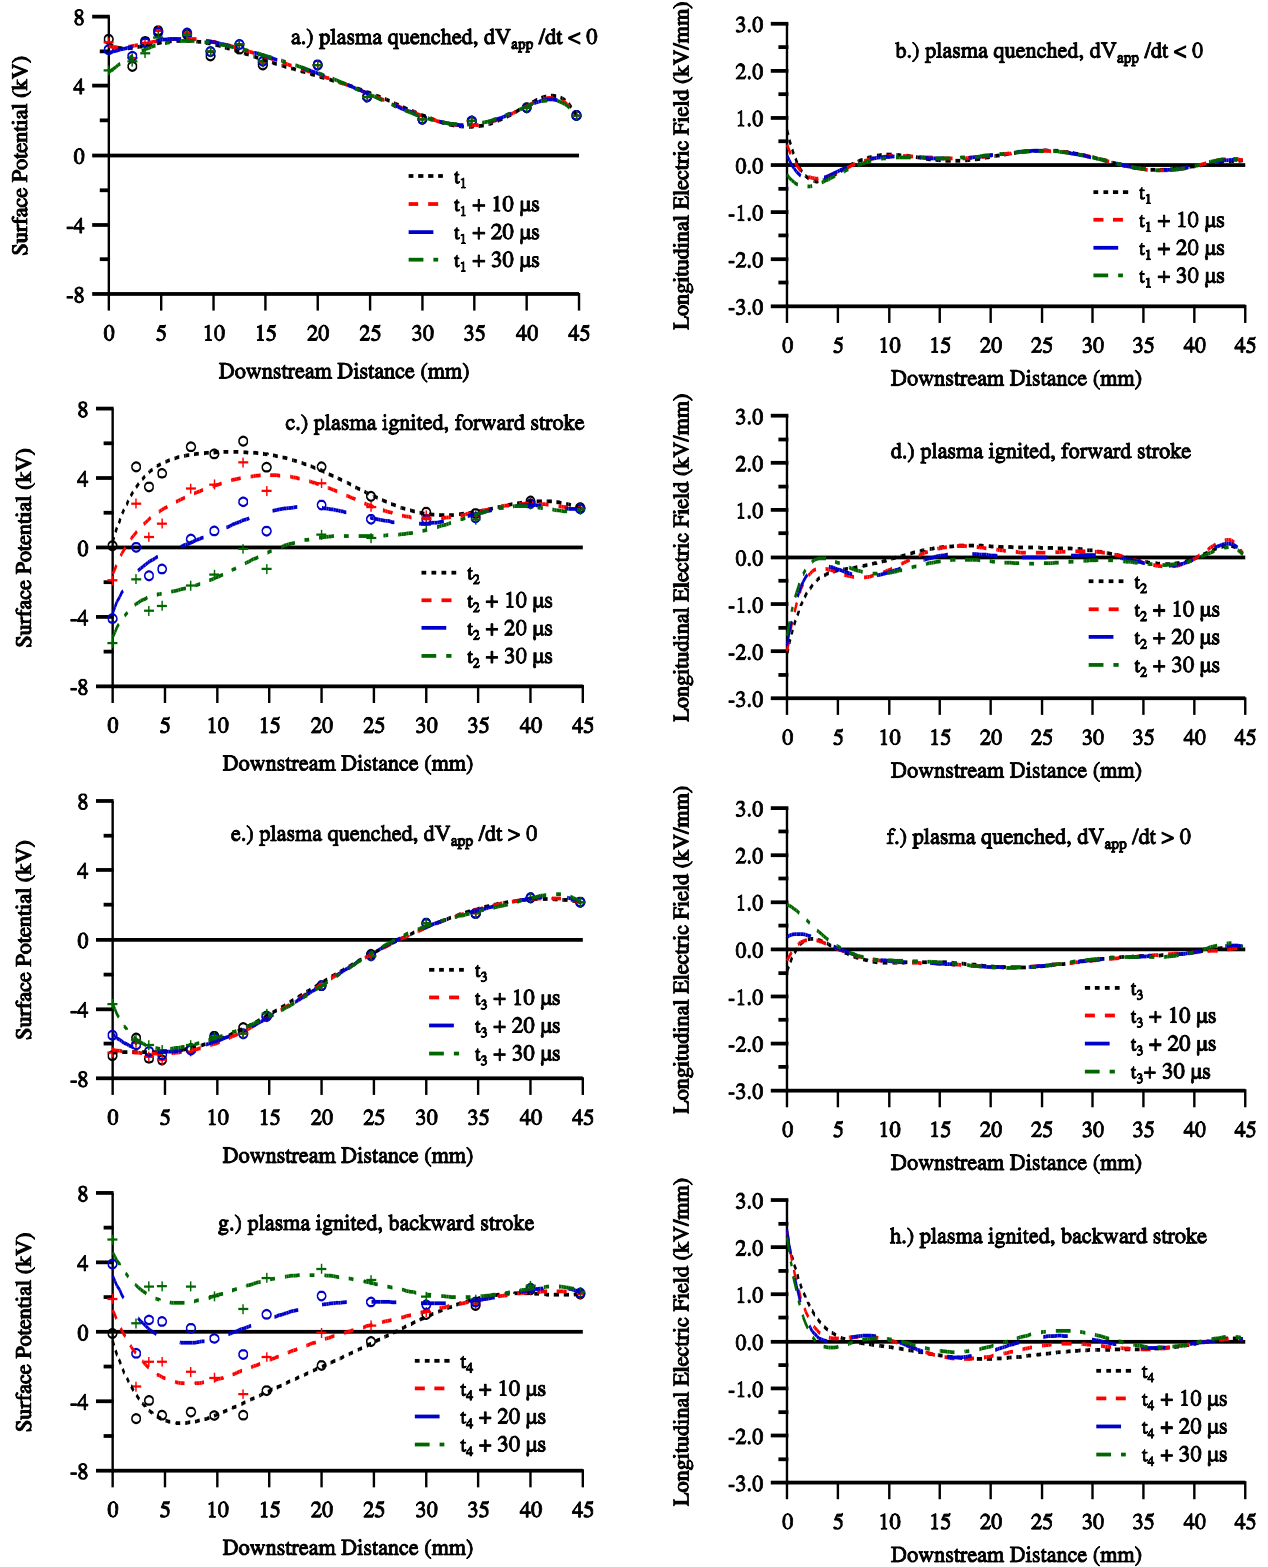 a.) plasma quenched, dVapp /dt < 0
Surface Potential (kV)
8
4
0
-4
-8
t1
t1 + 10 µs
t1 + 20 µs
t1 + 30 µs
0 5 10 15 20 25 30 35 40 45
Downstream Distance (mm)
b.) plasma quenched, dVapp /dt < 0
Longitudinal Electric Field (kV/mm)
3.0
2.0
1.0
0.0
-1.0
-2.0
-3.0
t1
t1 + 10 µs
t1 + 20 µs
t1 + 30 µs
0 5 10 15 20 25 30 35 40 45
Downstream Distance (mm)
c.) plasma ignited, forward stroke
Surface Potential (kV)
8
4
0
-4
-8
t2
t2 + 10 µs
t2 + 20 µs
t2 + 30 µs
0 5 10 15 20 25 30 35 40 45
Downstream Distance (mm)
d.) plasma ignited, forward stroke
Longitudinal Electric Field (kV/mm)
3.0
2.0
1.0
0.0
-1.0
-2.0
-3.0
t2
t2 + 10 µs
t2 + 20 µs
t2 + 30 µs
0 5 10 15 20 25 30 35 40 45
Downstream Distance (mm)
e.) plasma quenched, dVapp /dt > 0
Surface Potential (kV)
8
4
0
-4
-8
t3
t3 + 10 µs
t3 + 20 µs
t3 + 30 µs
0 5 10 15 20 25 30 35 40 45
Downstream Distance (mm)
f.) plasma quenched, dVapp /dt > 0
Longitudinal Electric Field (kV/mm)
3.0
2.0
1.0
0.0
-1.0
-2.0
-3.0
t3
t3 + 10 µs
t3 + 20 µs
t3+ 30 µs
0 5 10 15 20 25 30 35 40 45
Downstream Distance (mm)
g.) plasma ignited, backward stroke
Surface Potential (kV)
8
4
0
-4
-8
t4
t4 + 10 µs
t4 + 20 µs
t4 + 30 µs
0 5 10 15 20 25 30 35 40 45
Downstream Distance (mm)
h.) plasma ignited, backward stroke
Longitudinal Electric Field (kV/mm)
3.0
2.0
1.0
0.0
-1.0
-2.0
-3.0
t4
t4 + 10 µs
t4 + 20 µs
t4 + 30 µs
0 5 10 15 20 25 30 35 40 45
Downstream Distance (mm)